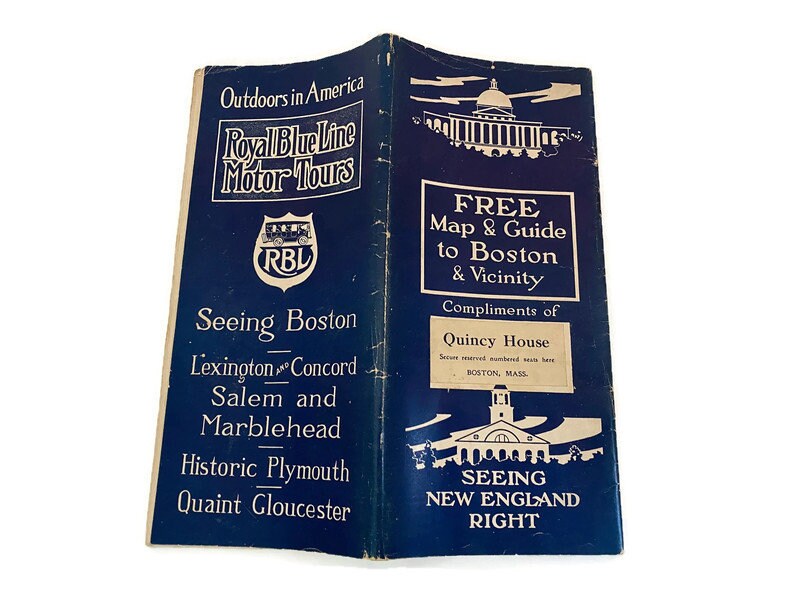 Outdoors in America
Royal Blue Line
Motor Tours
RBL
Seeing Boston
Lexington AND Concord
Salem and
Marblehead
Historic Plymouth
Quaint Gloucester
FREE
Map & Guide
to Boston
& Vicinity
Compliments of
Quincy House
Secure reserved numbered seats here
BOSTON, MASS.
SEEING
NEW ENGLAND
RIGHT